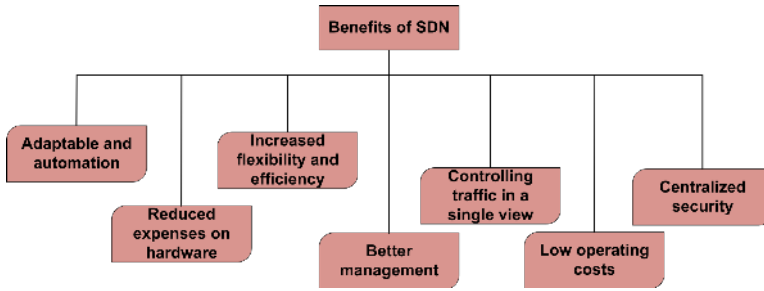 Benefits of SDN
Adaptable and
automation
Reduced
expenses on
hardware
Increased
flexibility and
efficiency
Better
management
Controlling
traffic in a
single view
Low operating
costs
Centralized
security